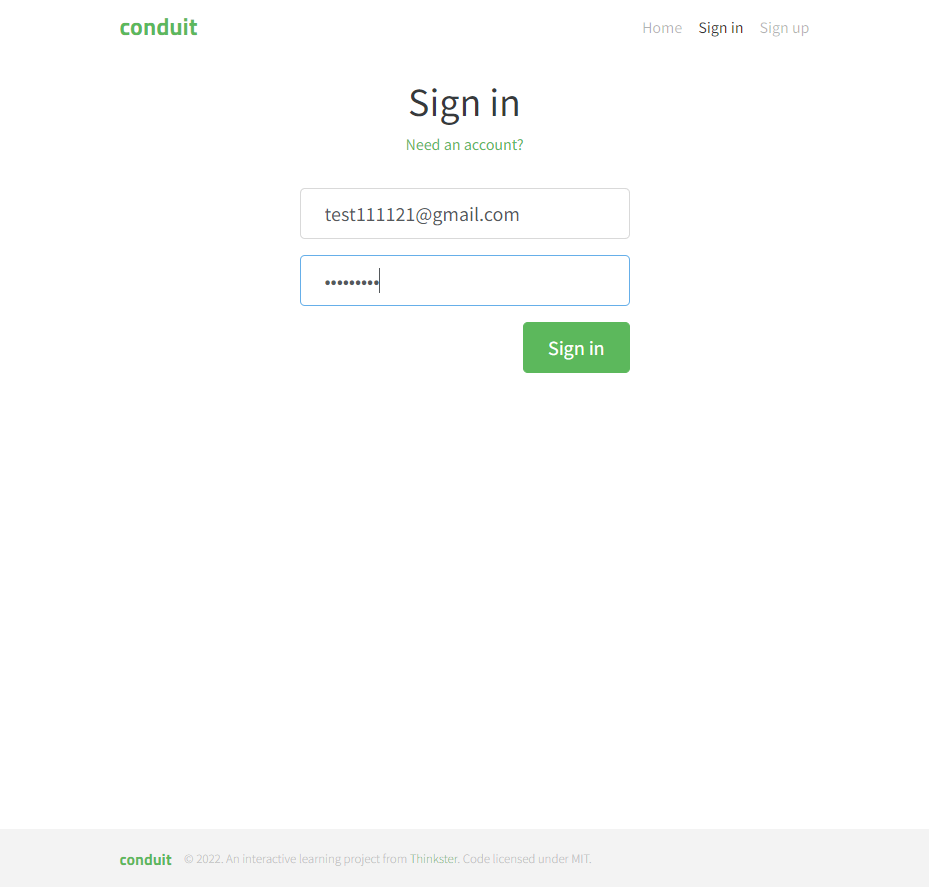 conduit
Home Sign in Sign up
Sign in
Need an account?
test111121@gmail.com
•••••••••
Sign in
conduit © 2022. An interactive learning project from Thinkster. Code licensed under MIT.